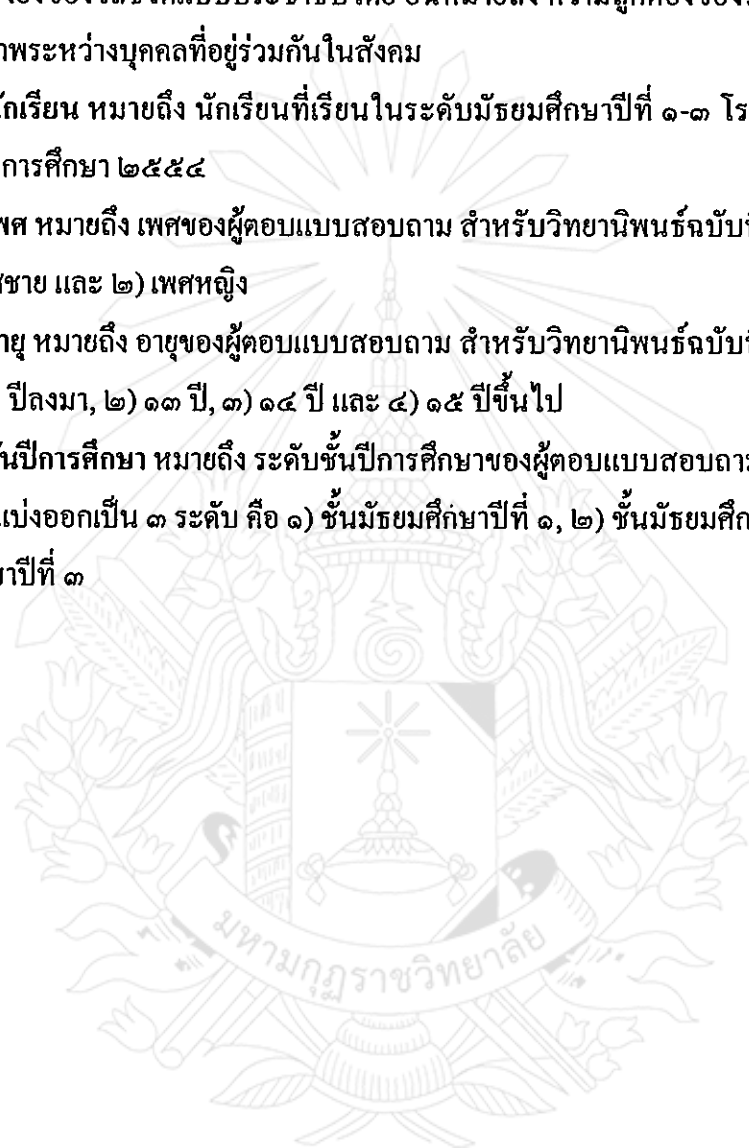 าพระหว่างบุคคลที่อยู่ร่วมกันในสังคม
ักเรียน หมายถึง นักเรียนที่เรียนในระดับมัธยมศึกษาปีที่ ๑-๓ โร
การศึกษา ๒๕๕๔
พศ หมายถึง เพศของผู้ตอบแบบสอบถาม สำหรับวิทยานิพนธ์ฉบับนี
ชาย และ ๒) เพศหญิง
ายุ หมายถึง อายุของผู้ตอบแบบสอบถาม สำหรับวิทยานิพนธ์ฉบับนี
ปีลงมา, ๒) ๑๓ ปี, ๓) ๑๔ ปี และ ๔) ๑๕ ปีขึ้นไป
ั้นปีการศึกษา หมายถึง ระดับชั้นปีการศึกษาของผู้ตอบแบบสอบถาม
แบ่งออกเป็น ๓ ระดับ คือ ๑) ชั้นมัธยมศึกษาปีที่ ๑, ๒) ชั้นมัธยมศึก
าปีที่ ๓
มหามกุฏราชวิทยาลัย